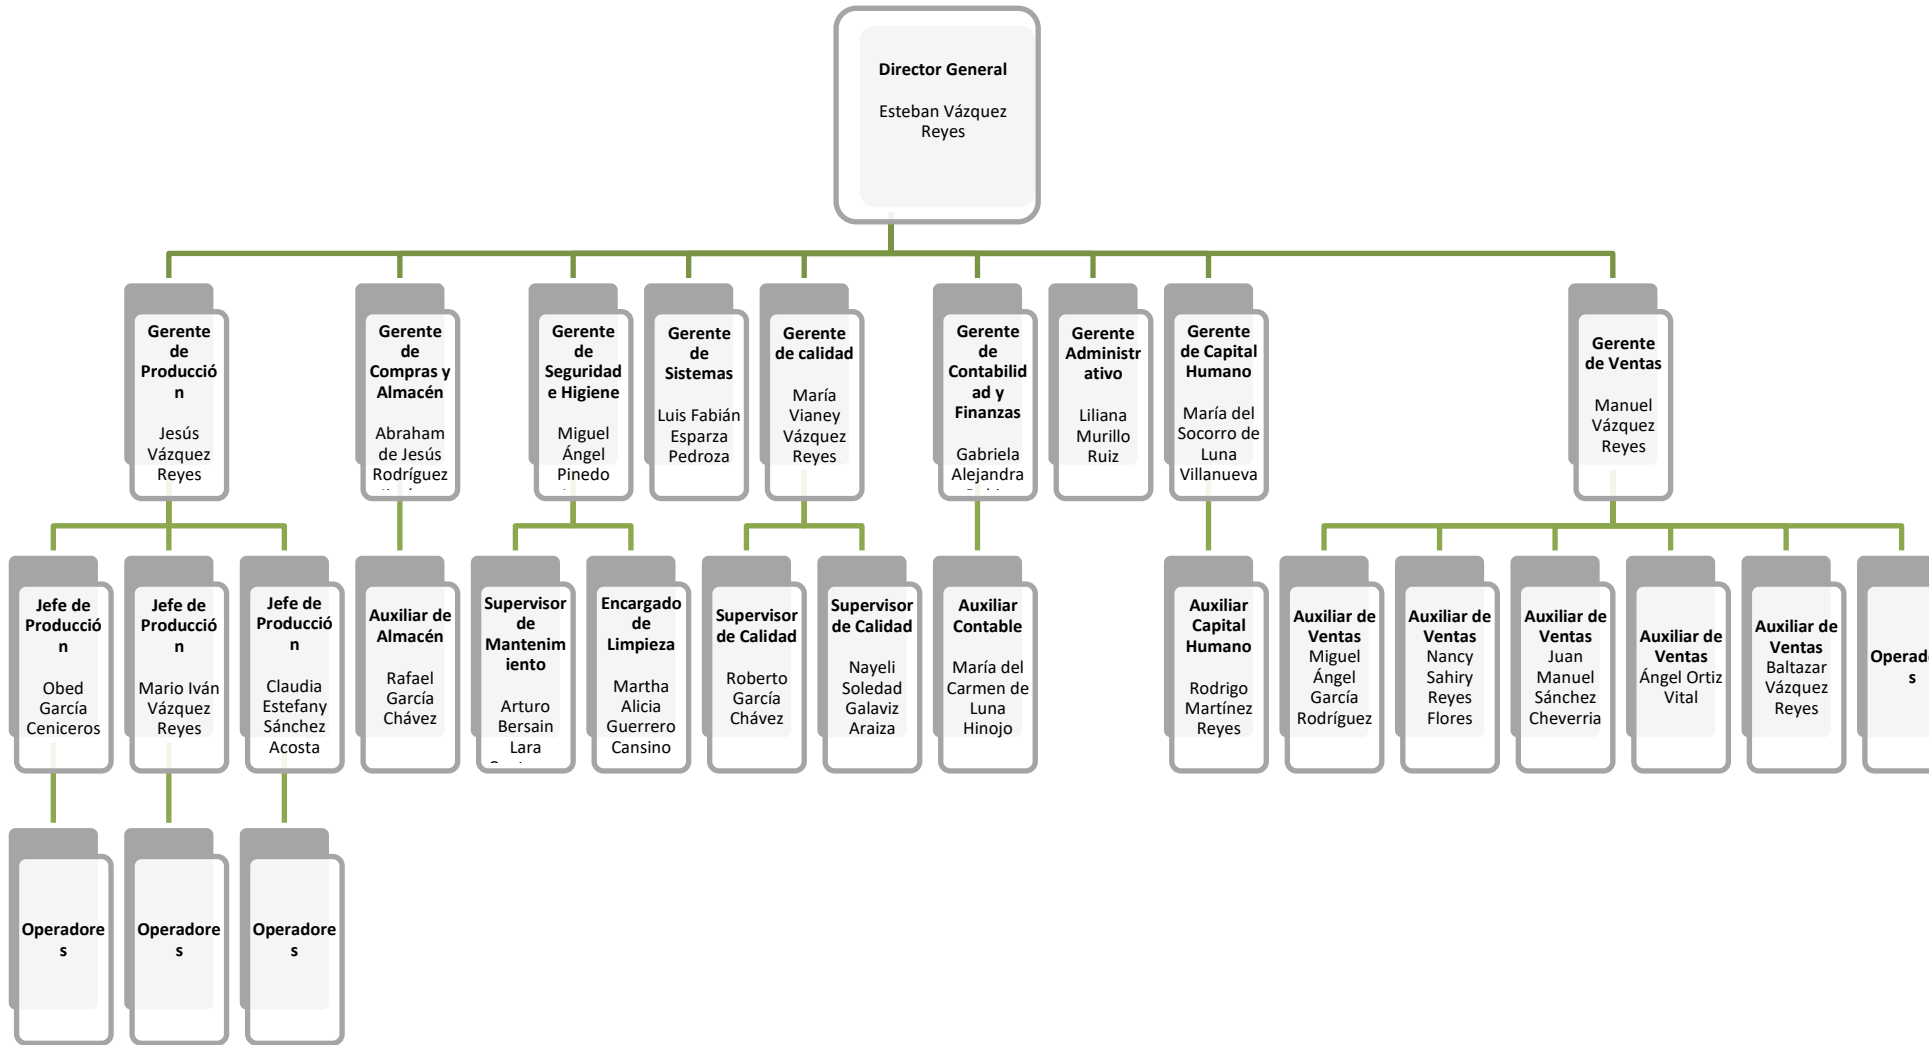 Director General
Esteban Vázquez
Reyes
Gerente
de
Producció
n
Jesús
Vázquez
Reyes
Gerente
de
Compras y
Almacén
Abraham
de Jesús
Rodríguez
Gerente
de
Seguridad
e Higiene
Miguel
Ángel
Pinedo
Gerente
de
Sistemas
Luis Fabián
Esparza
Pedroza
Gerente
de calidad
María
Vianey
Vázquez
Reyes
Gerente
de
Contabilid
ad y
Finanzas
Gabriela
Alejandra
Gerente
Administr
ativo
Liliana
Murillo
Ruiz
Gerente
de Capital
Humano
María del
Socorro de
Luna
Villanueva
Gerente
de Ventas
Manuel
Vázquez
Reyes
Jefe de
Producció
n
Obed
García
Ceniceros
Jefe de
Producció
n
Mario Iván
Vázquez
Reyes
Jefe de
Producció
n
Claudia
Estefany
Sánchez
Acosta
Auxiliar de
Almacén
Rafael
García
Chávez
Supervisor
de
Mantenim
iento
Arturo
Bersain
Lara
Encargado
de
Limpieza
Martha
Alicia
Guerrero
Cansino
Supervisor
de Calidad
Roberto
García
Chávez
Supervisor
de Calidad
Nayeli
Soledad
Galaviz
Araiza
Auxiliar
Contable
María del
Carmen de
Luna
Hinojo
Auxiliar
Capital
Humano
Rodrigo
Martínez
Reyes
Auxiliar de
Ventas
Miguel
Ángel
García
Rodríguez
Auxiliar de
Ventas
Nancy
Sahiry
Reyes
Flores
Auxiliar de
Ventas
Juan
Manuel
Sánchez
Cheverria
Auxiliar de
Ventas
Ángel Ortiz
Vital
Auxiliar de
Ventas
Baltazar
Vázquez
Reyes
Operado
s
Operadore
s
Operadore
s
Operadore
s